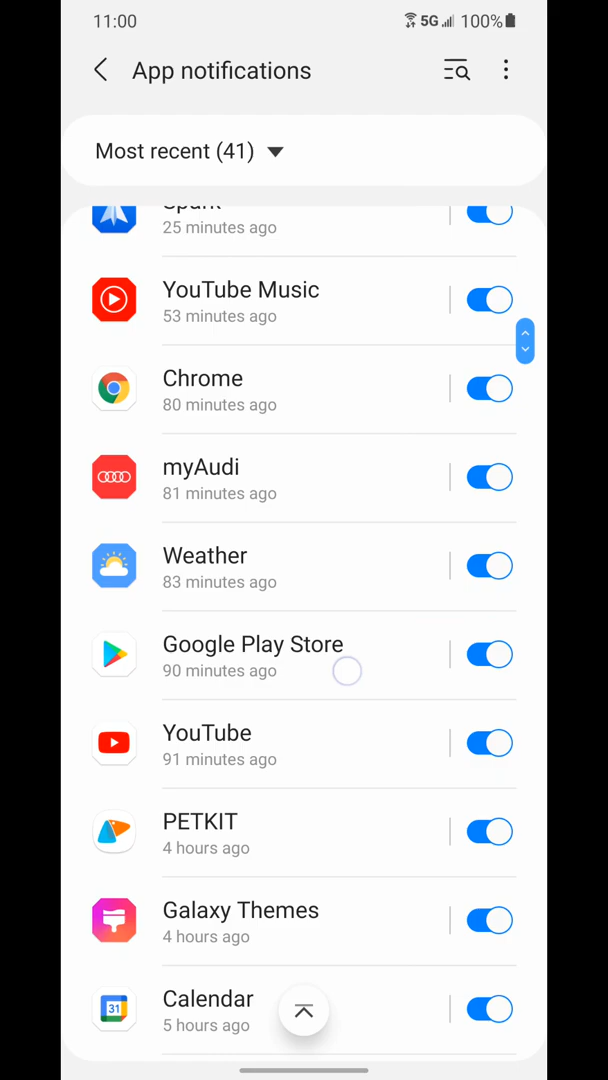 11:00
5G 100%
App notifications
Most recent (41)
Spark
25 minutes ago
YouTube Music
53 minutes ago
Chrome
80 minutes ago
myAudi
81 minutes ago
Weather
83 minutes ago
Google Play Store
90 minutes ago
YouTube
91 minutes ago
PETKIT
4 hours ago
Galaxy Themes
4 hours ago
31
Calendar
5 hours ago